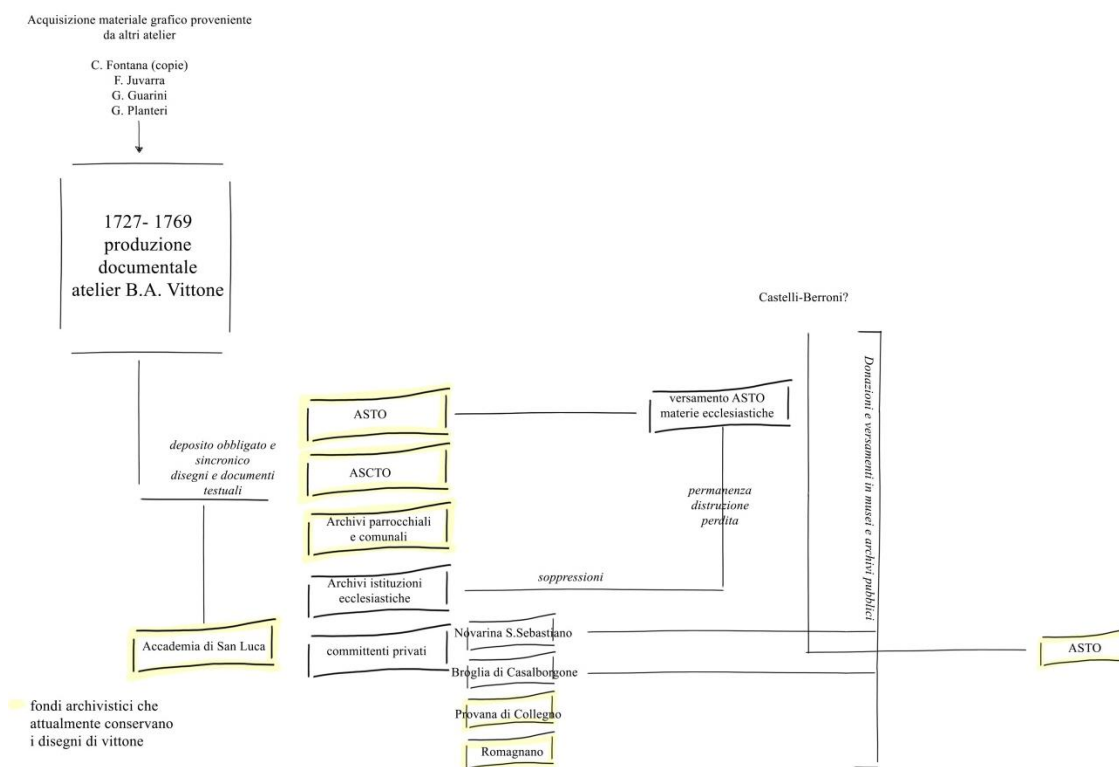 Acquisizione materiale grafico proveniente
da altri atelier
C. Fontana (copie)
F. Juvarra
G. Guarini
G. Planteri
1727- 1769
produzione
documentale
atelier B.A. Vittone
Castelli-Berroni?
Donazioni e versamenti in musei e archivi pubblici
ASTO
versamento ASTO
materie ecclesiastiche
deposito obbligato e
sincronico
disegni e documenti
testuali
ASCTO
permanenza
distruzione
perdita
Archivi parrocchiali
e comunali
Archivi istituzioni
ecclesiastiche
soppressioni
Accademia di San Luca
committenti privati
Novarina S.Sebastiano
Broglia di Casalborgone
Provana di Collegno
Romagnano
ASTO
fondi archivistici che
attualmente conservano
i disegni di vittone